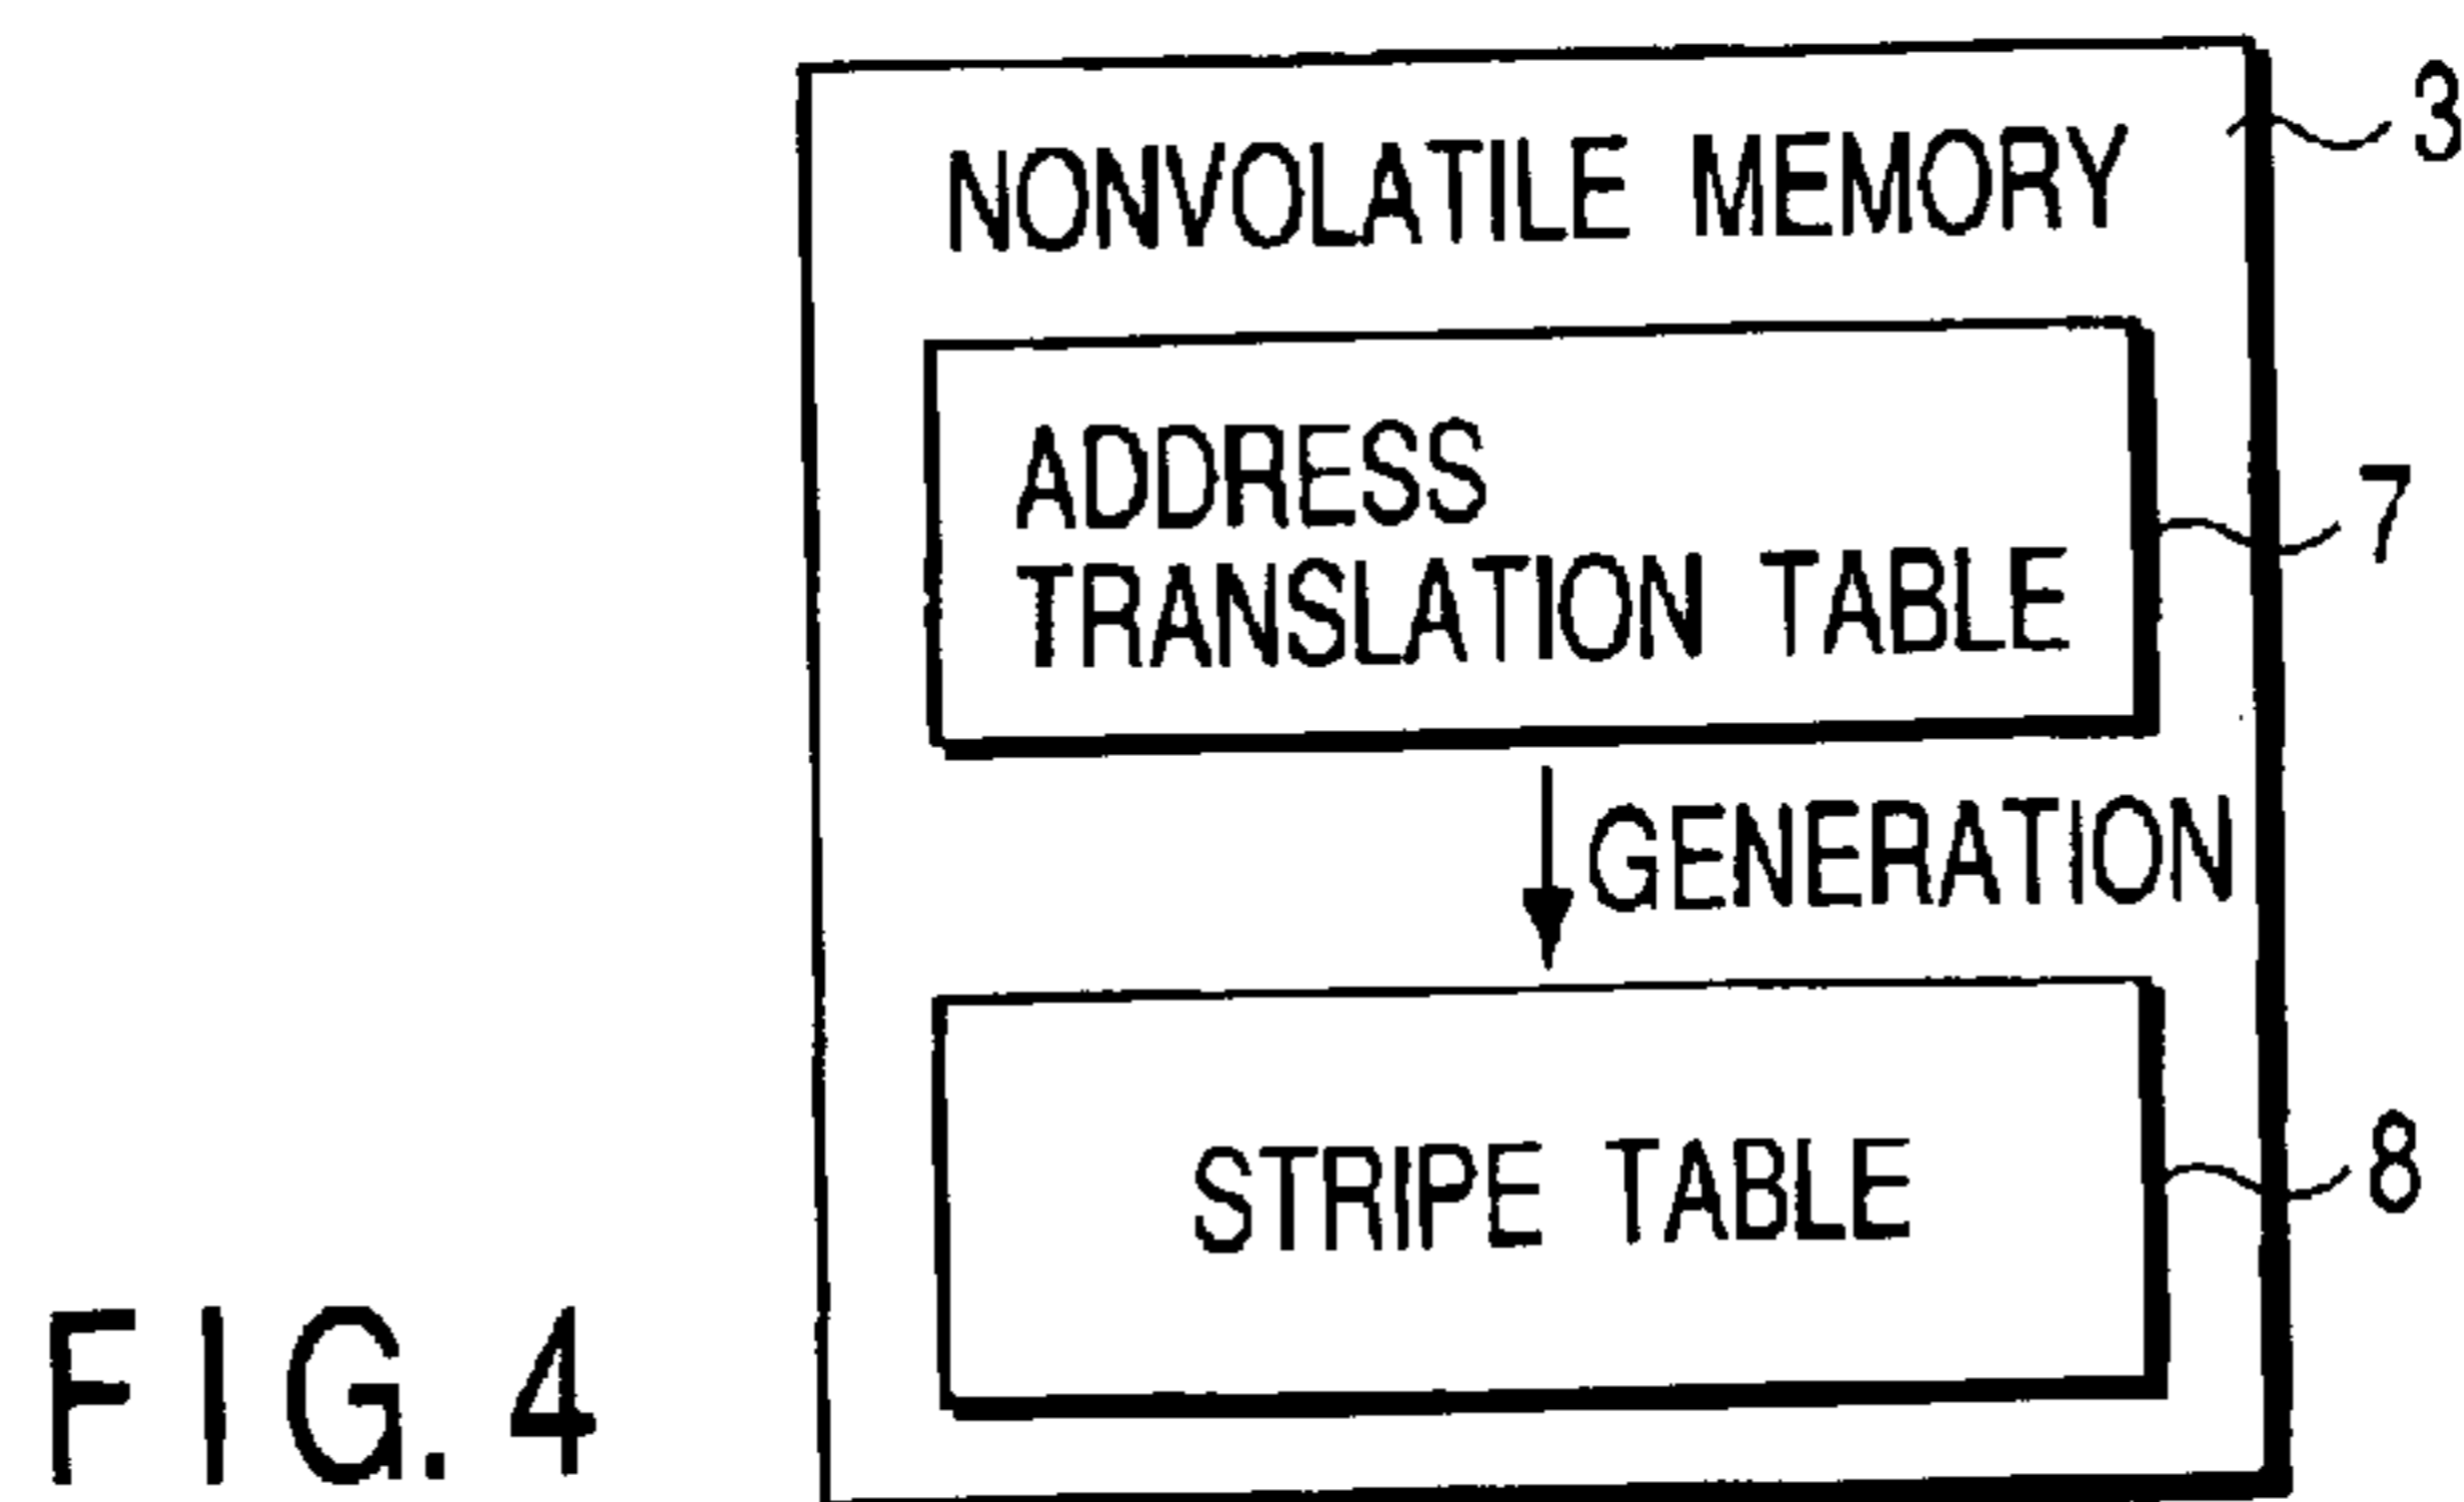 NONVOLATILE MEMORY
3
ADDRESS
TRANSLATION TABLE
7
GENERATION
STRIPE TABLE
8
FIG. 4